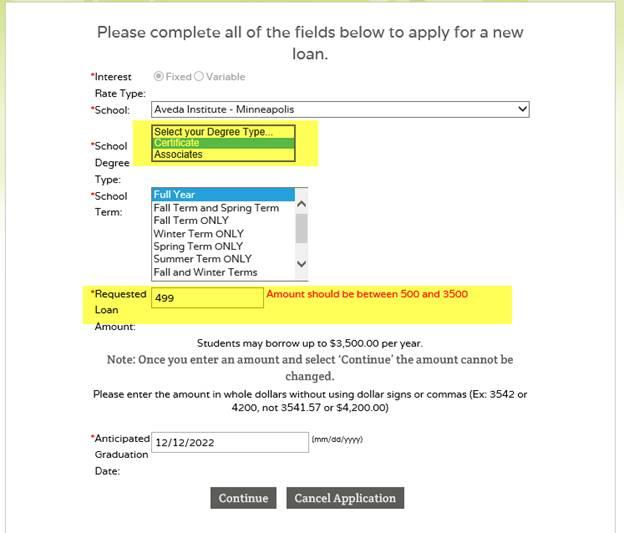 Please complete all of the fields below to apply for a new
loan.
*Interest Rate Type: Fixed Variable
*School: Aveda Institute - Minneapolis
*School Degree Type:
Select your Degree Type...
Certificate
Associates
*School Term:
Full Year
Fall Term and Spring Term
Fall Term ONLY
Winter Term ONLY
Spring Term ONLY
Summer Term ONLY
Fall and Winter Terms
*Requested Loan Amount: 499 Amount should be between 500 and 3500
Students may borrow up to $3,500.00 per year.
Note: Once you enter an amount and select ‘Continue’ the amount cannot be
changed.
Please enter the amount in whole dollars without using dollar signs or commas (Ex: 3542 or
4200, not 3541.57 or $4,200.00)
*Anticipated Graduation Date: 12/12/2022 (mm/dd/yyyy)
Continue Cancel Application